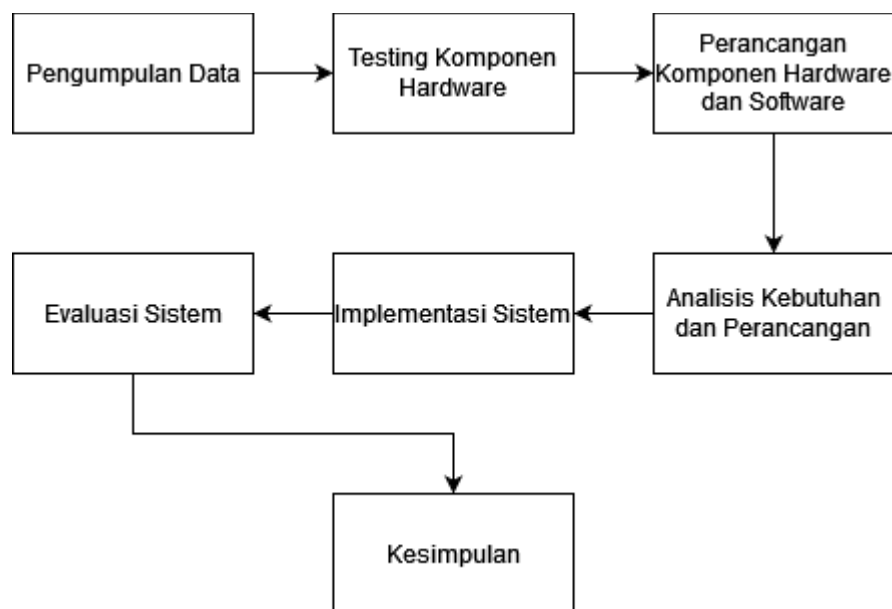 Pengumpulan Data
Testing Komponen
Hardware
Perancangan
Komponen Hardware
dan Software
Analisis Kebutuhan
dan Perancangan
Implementasi Sistem
Evaluasi Sistem
Kesimpulan